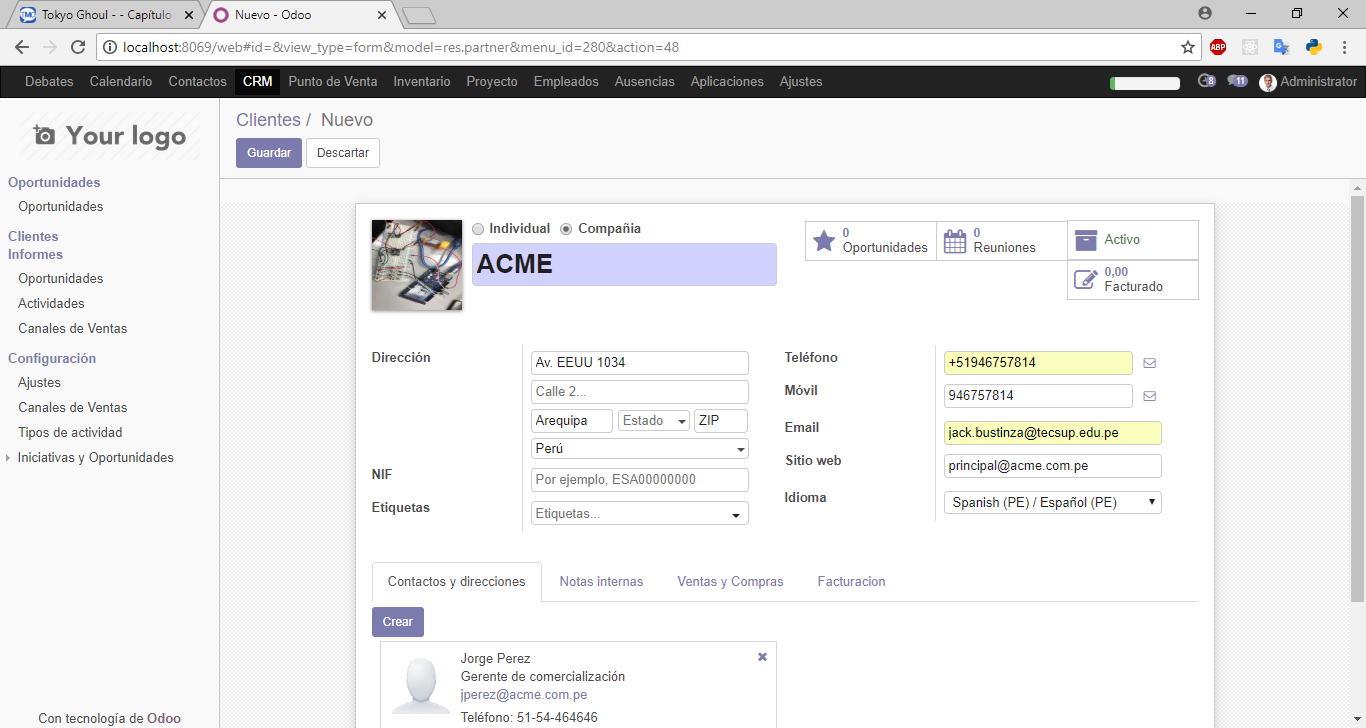 Tokyo Ghoul - - Capítulo
Nuevo - Odoo
localhost:8069/web#id=&view_type=form&model=res.partner&menu_id=280&action=48
ABP
Debates Calendario Contactos CRM Punto de Venta Inventario Proyecto Empleados Ausencias Aplicaciones Ajustes 8 11 Administrator
Your logo
Oportunidades
Oportunidades
Clientes
Informes
Oportunidades
Actividades
Canales de Ventas
Configuración
Ajustes
Canales de Ventas
Tipos de actividad
Iniciativas y Oportunidades
Con tecnología de Odoo
Clientes / Nuevo
Guardar Descartar
Individual Compañia
ACME
0 Oportunidades
0 Reuniones
Activo
0,00 Facturado
Dirección
Av. EEUU 1034
Calle 2...
Arequipa Estado ZIP
Perú
NIF Por ejemplo, ESA00000000
Etiquetas Etiquetas...
Teléfono +51946757814
Móvil 946757814
Email jack.bustinza@tecsup.edu.pe
Sitio web principal@acme.com.pe
Idioma Spanish (PE) / Español (PE)
Contactos y direcciones Notas internas Ventas y Compras Facturacion
Crear
Jorge Perez
Gerente de comercialización
jperez@acme.com.pe
Teléfono: 51-54-464646